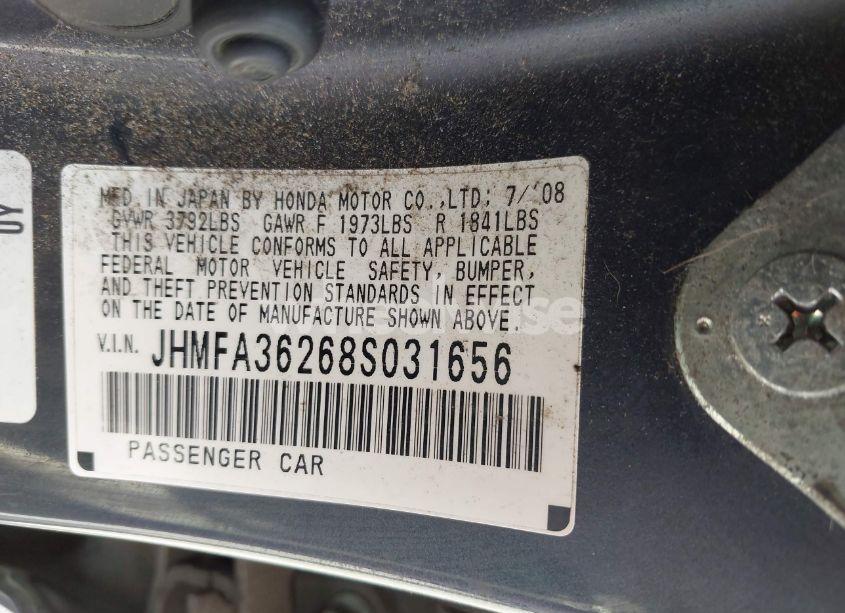 MFD. IN JAPAN BY HONDA MOTOR CO.,LTD; 7/'08
GVWR 3792LBS GAWR F 1973LBS R 1841LBS
THIS VEHICLE CONFORMS TO ALL APPLICABLE
FEDERAL MOTOR VEHICLE SAFETY, BUMPER,
AND THEFT PREVENTION STANDARDS IN EFFECT
ON THE DATE OF MANUFACTURE SHOWN ABOVE.
V.I.N. JHMFA36268S031656
PASSENGER CAR
0Y